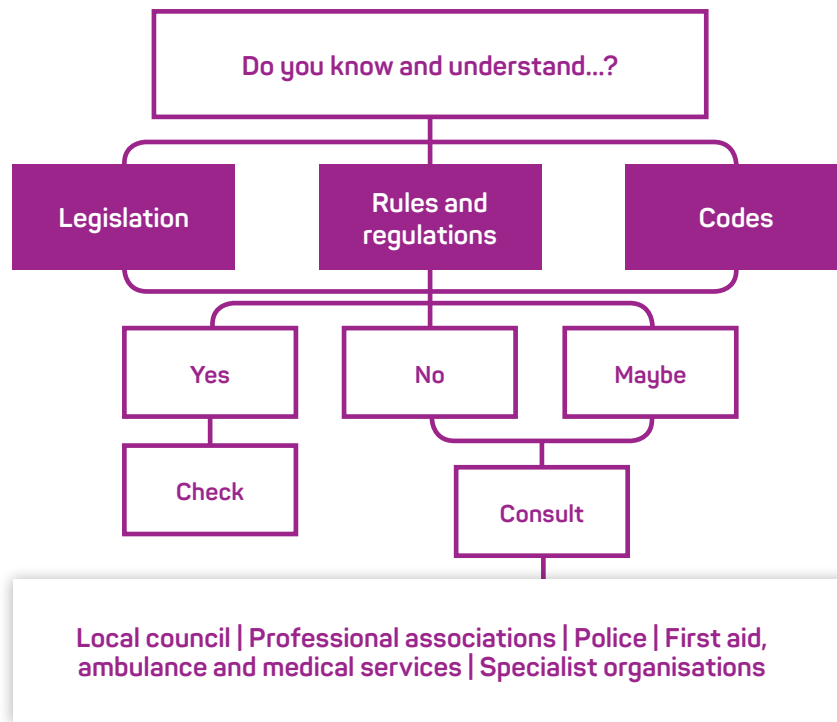 Do you know and understand...?
Legislation
Rules and
regulations
Codes
Yes
No
Maybe
Check
Consult
Local council | Professional associations | Police | First aid,
ambulance and medical services | Specialist organisations